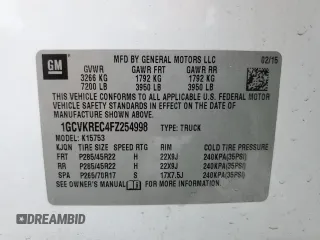 GM
MFD BY GENERAL MOTORS LLC
02/15
GVWR GAWR FRT GAWR RR
3266 KG 1792 KG 1792 KG
7200 LB 3950 LB 3950 LB
THIS VEHICLE CONFORMS TO ALL APPLICABLE U.S. FEDERAL MOTOR
VEHICLE SAFETY STANDARDS IN EFFECT ON THE DATE OF
MANUFACTURE SHOWN ABOVE.
1GCVKREC4FZ254998 TYPE: TRUCK
MODEL: K15753
KJQN TIRE SIZE SPEED RTG RIM COLD TIRE PRESSURE
FRT P285/45R22 H 22X9J 240KPA(35PSI)
RR P285/45R22 H 22X9J 240KPA(35PSI)
SPA P265/70R17 S 17X7.5J 240KPA(35PSI)
SEE OWNER'S MANUAL FOR ADDITIONAL INFORMATION
AUTOBIDMASTER